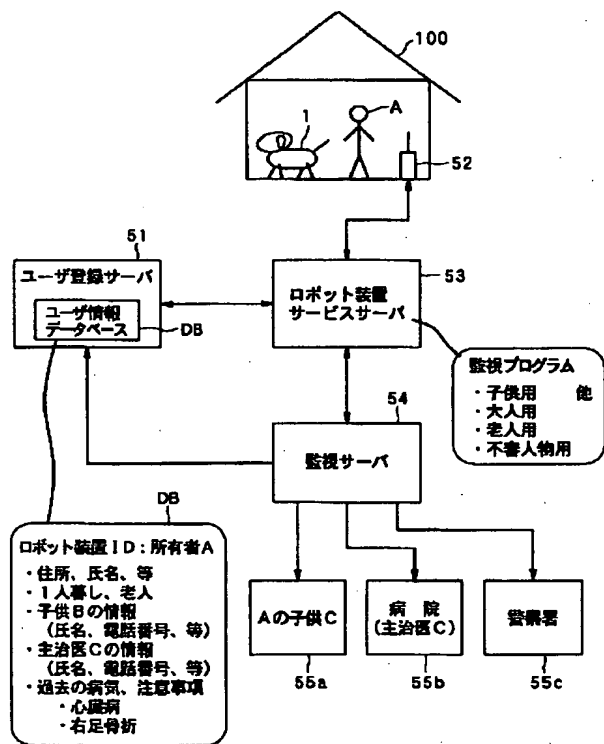 100
A
1
52
51
ユーザ登録サーバ
ユーザ情報
データベース
DB
53
ロボット装置
サービスサーバ
監視プログラム
・子供用 他
・大人用
・老人用
・不審人物用
54
監視サーバ
DB
ロボット装置ID:所有者A
・住所、氏名、等
・1人暮し、老人
・子供Bの情報
(氏名、電話番号、等)
・主治医Cの情報
(氏名、電話番号、等)
・過去の病気、注意事項
・心臓病
・右足骨折
Aの子供C
55a
病院
(主治医C)
55b
警察署
55c